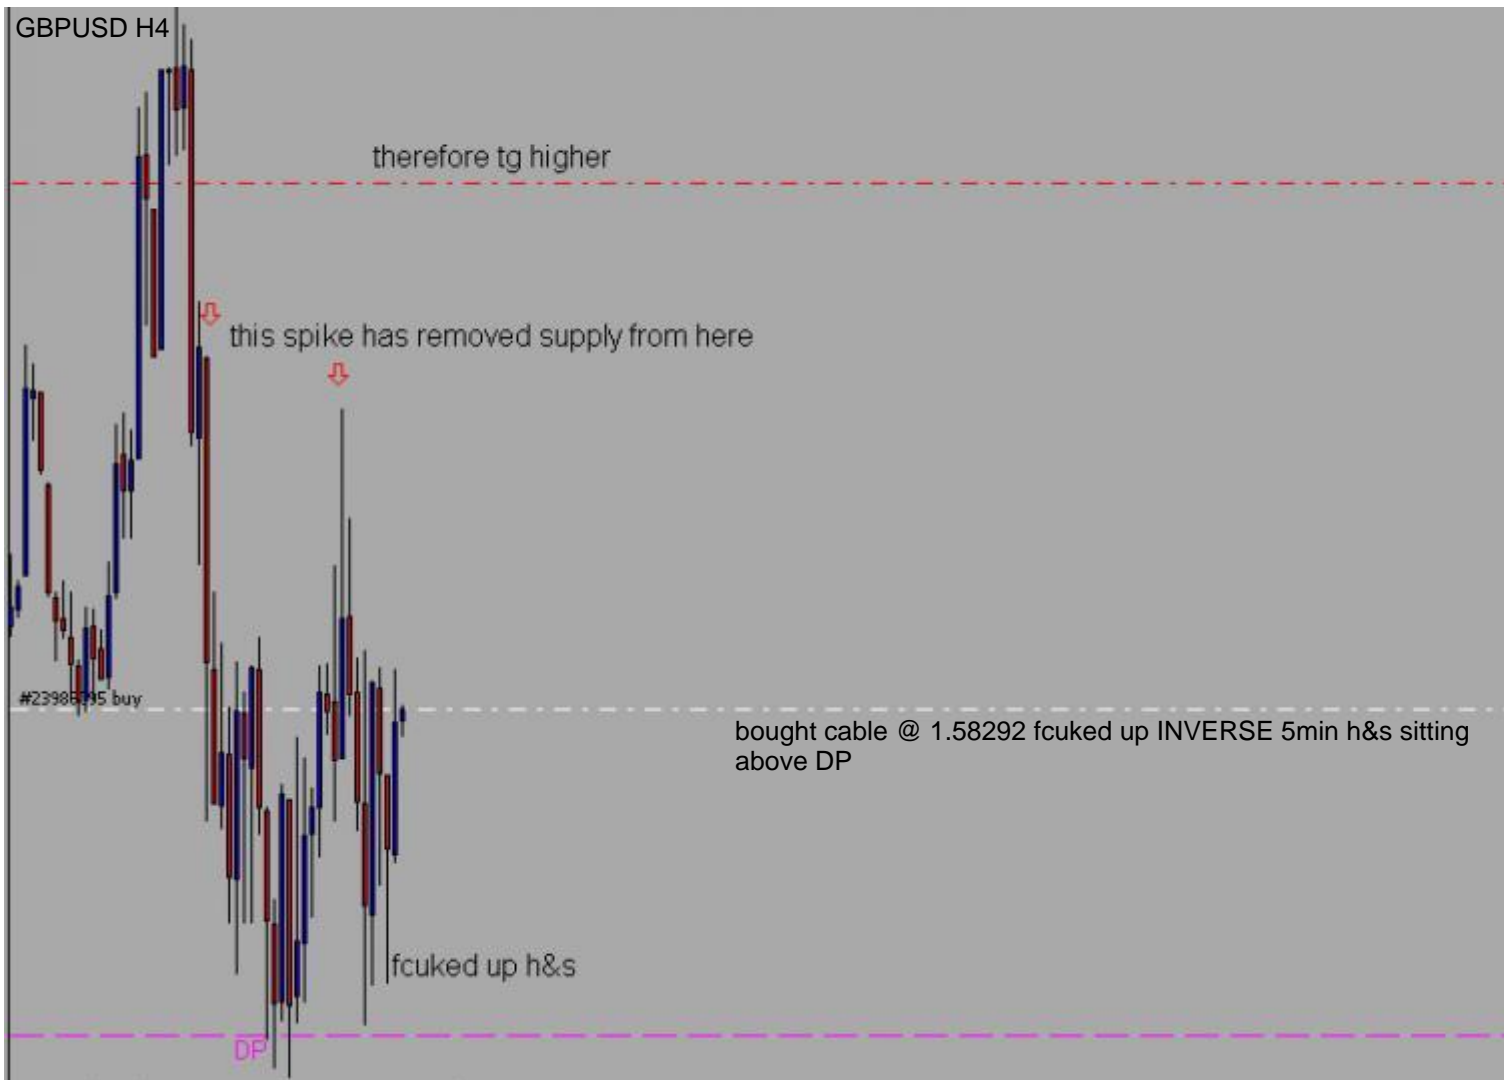 GBPUSD H4
therefore tg higher
this spike has removed supply from here
buy
bought cable @ 1.58292 fcuked up INVERSE 5min h&s sitting
above DP
fcuked up h&s
DP